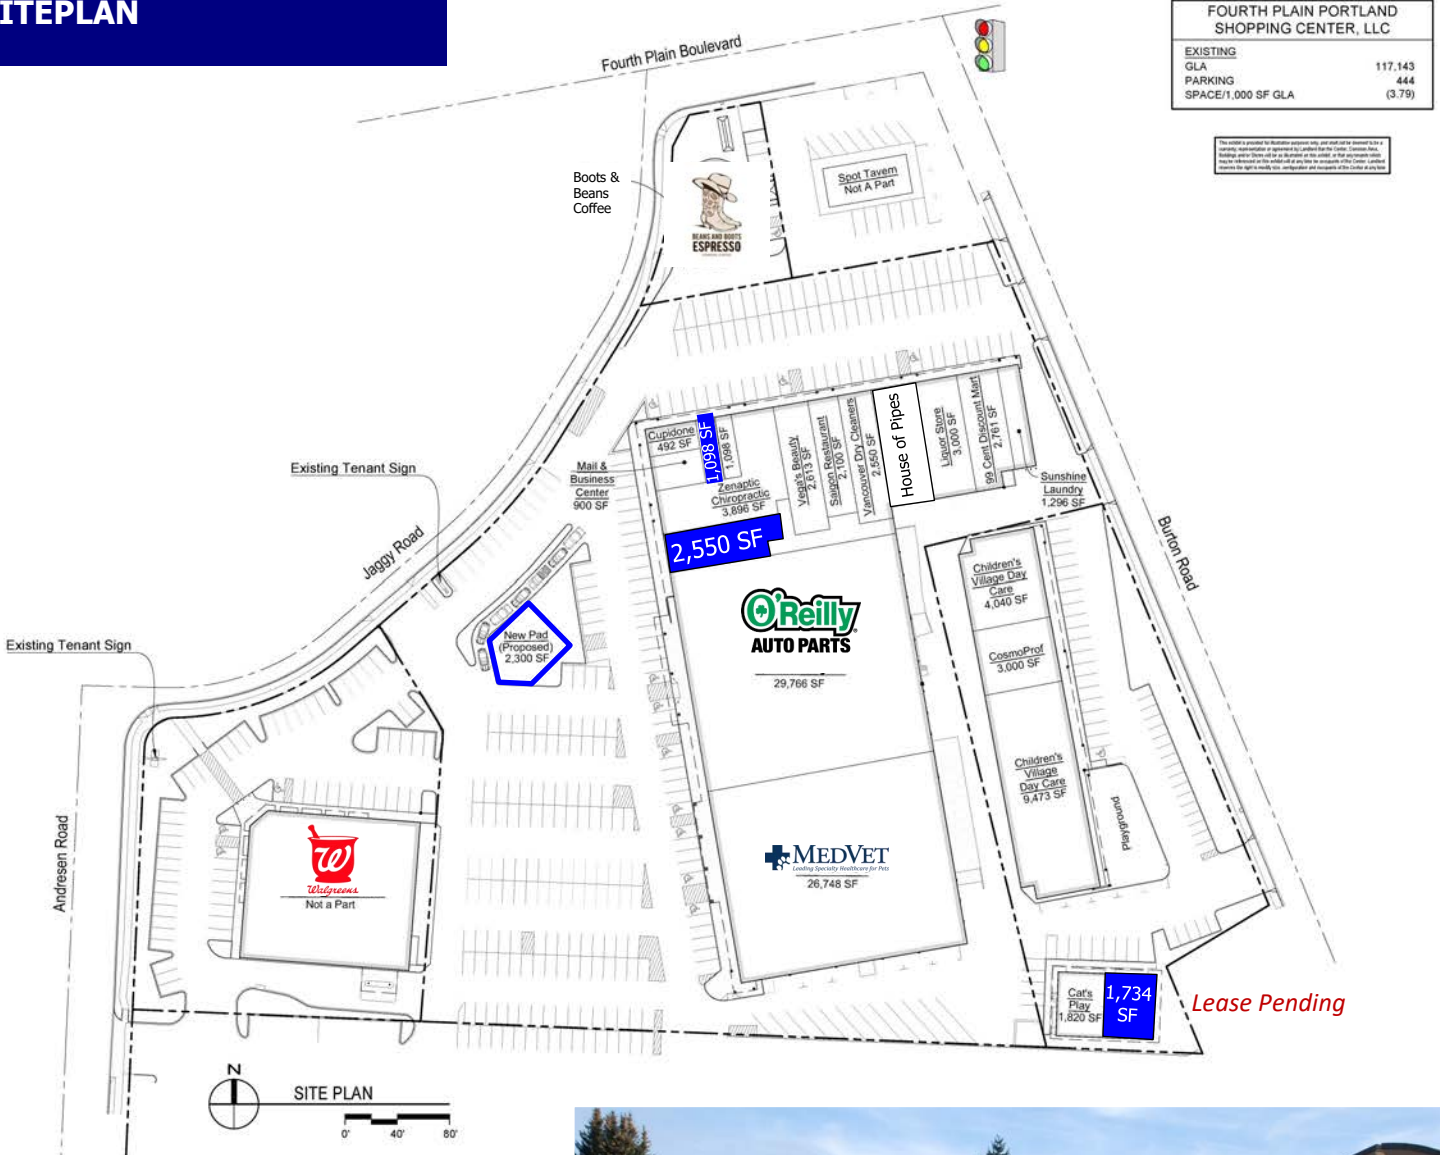 ITEPLAN
FOURTH PLAIN PORTLAND
SHOPPING CENTER, LLC
EXISTING
GLA 117,143
PARKING 444
SPACE/1,000 SF GLA (3.79)
Fourth Plain Boulevard
Boots &
Beans
Coffee
BEANS AND BOOTS
ESPRESSO
Spot Tavern
Not A Part
Cupidone
492 SF
1,098 SF
1,098 SF
Mail &
Business
Center
900 SF
Zenaptic
Chiropractic
3,896 SF
Vega's Beauty
2,613 SF
Saigon Restaurant
2,100 SF
Vancouver Dry Cleaners
2,550 SF
House of Pipes
Liquor Store
3,000 SF
99 Cent Discount Mart
2,761 SF
Sunshine
Laundry
1,296 SF
Existing Tenant Sign
Jaggy Road
Burton Road
2,550 SF
O'Reilly
AUTO PARTS
29,766 SF
Children's
Village Day
Care
4,040 SF
CosmoProf
3,000 SF
Children's
Village
Day Care
9,473 SF
Playground
New Pad
(Proposed)
2,300 SF
Existing Tenant Sign
Andresen Road
W
Walgreens
Not a Part
MEDVET
Leading Specialty Healthcare for Pets
26,748 SF
Cat's
Play
1,820 SF
1,734
SF
Lease Pending
N
SITE PLAN
0' 40' 80'